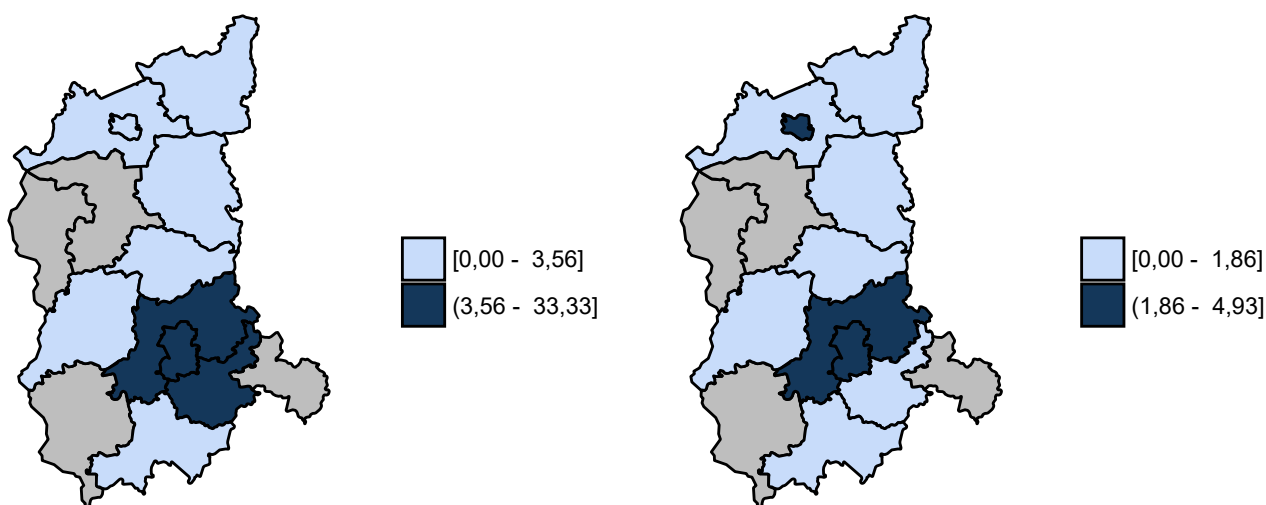 [0,00 - 3,56]
(3,56 - 33,33]
[0,00 - 1,86]
(1,86 - 4,93]